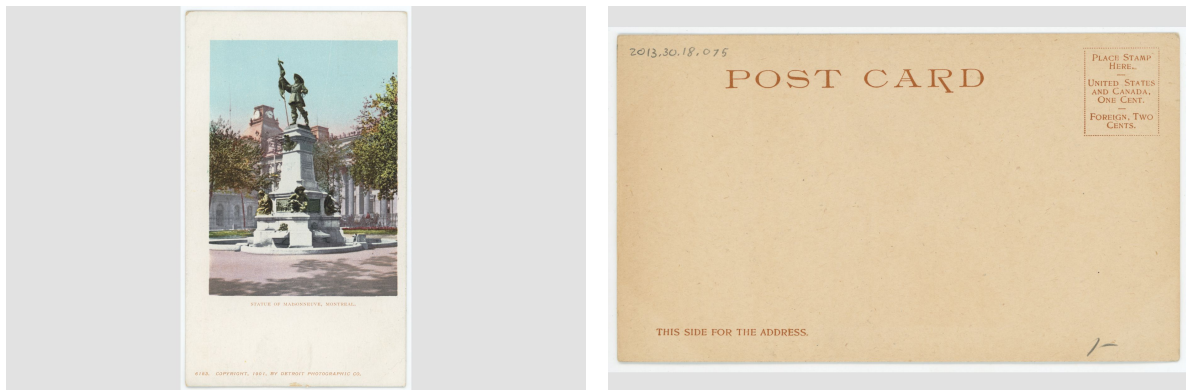 STATUE OF MAISONNEUVE, MONTREAL.
COPYRIGHT, 1901, BY DETROIT PHOTOGRAPHIC CO.
2013.30.18.075
POST CARD
PLACE STAMP
HERE.
UNITED STATES
AND CANADA,
ONE CENT.
FOREIGN, TWO
CENTS.
THIS SIDE FOR THE ADDRESS.